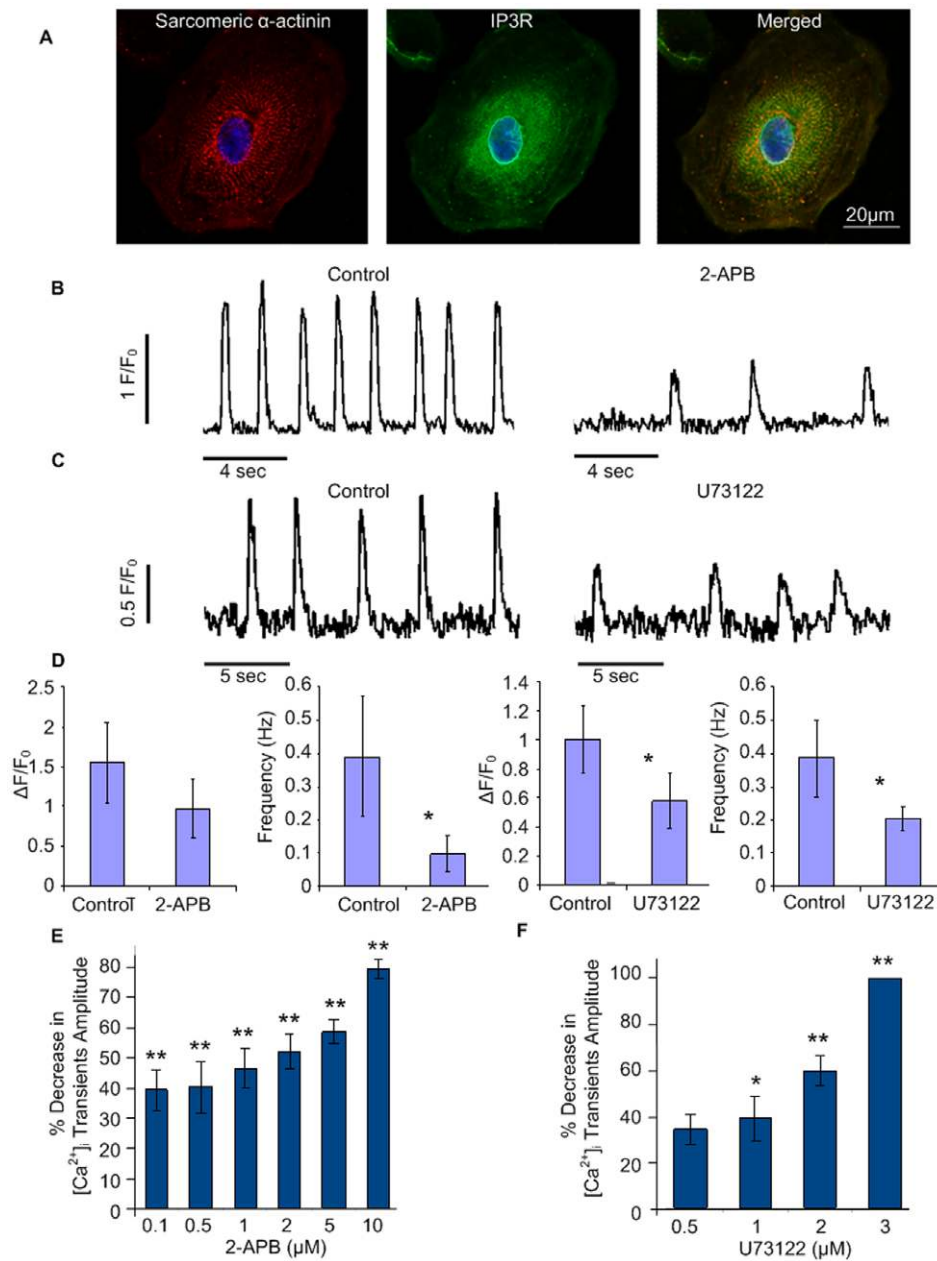 A
Sarcomeric α-actinin
IP3R
Merged
20µm
B
Control
2-APB
1 F/F0
4 sec
4 sec
C
Control
U73122
0.5 F/F0
5 sec
5 sec
D
2.5
2
1.5
1
0.5
0
ΔF/F0
Control
2-APB
0.6
0.5
0.4
0.3
0.2
0.1
0
Frequency (Hz)
*
Control
2-APB
1.4
1.2
1
0.8
0.6
0.4
0.2
0
ΔF/F0
*
Control
U73122
0.6
0.5
0.4
0.3
0.2
0.1
0
Frequency (Hz)
*
Control
U73122
E
% Decrease in
[Ca2+]i Transients Amplitude
80
70
60
50
40
30
20
10
0
**
**
**
**
**
**
0.1 0.5 1 2 5 10
2-APB (µM)
F
% Decrease in
[Ca2+]i Transients Amplitude
100
80
60
40
20
0
*
**
**
0.5 1 2 3
U73122 (µM)